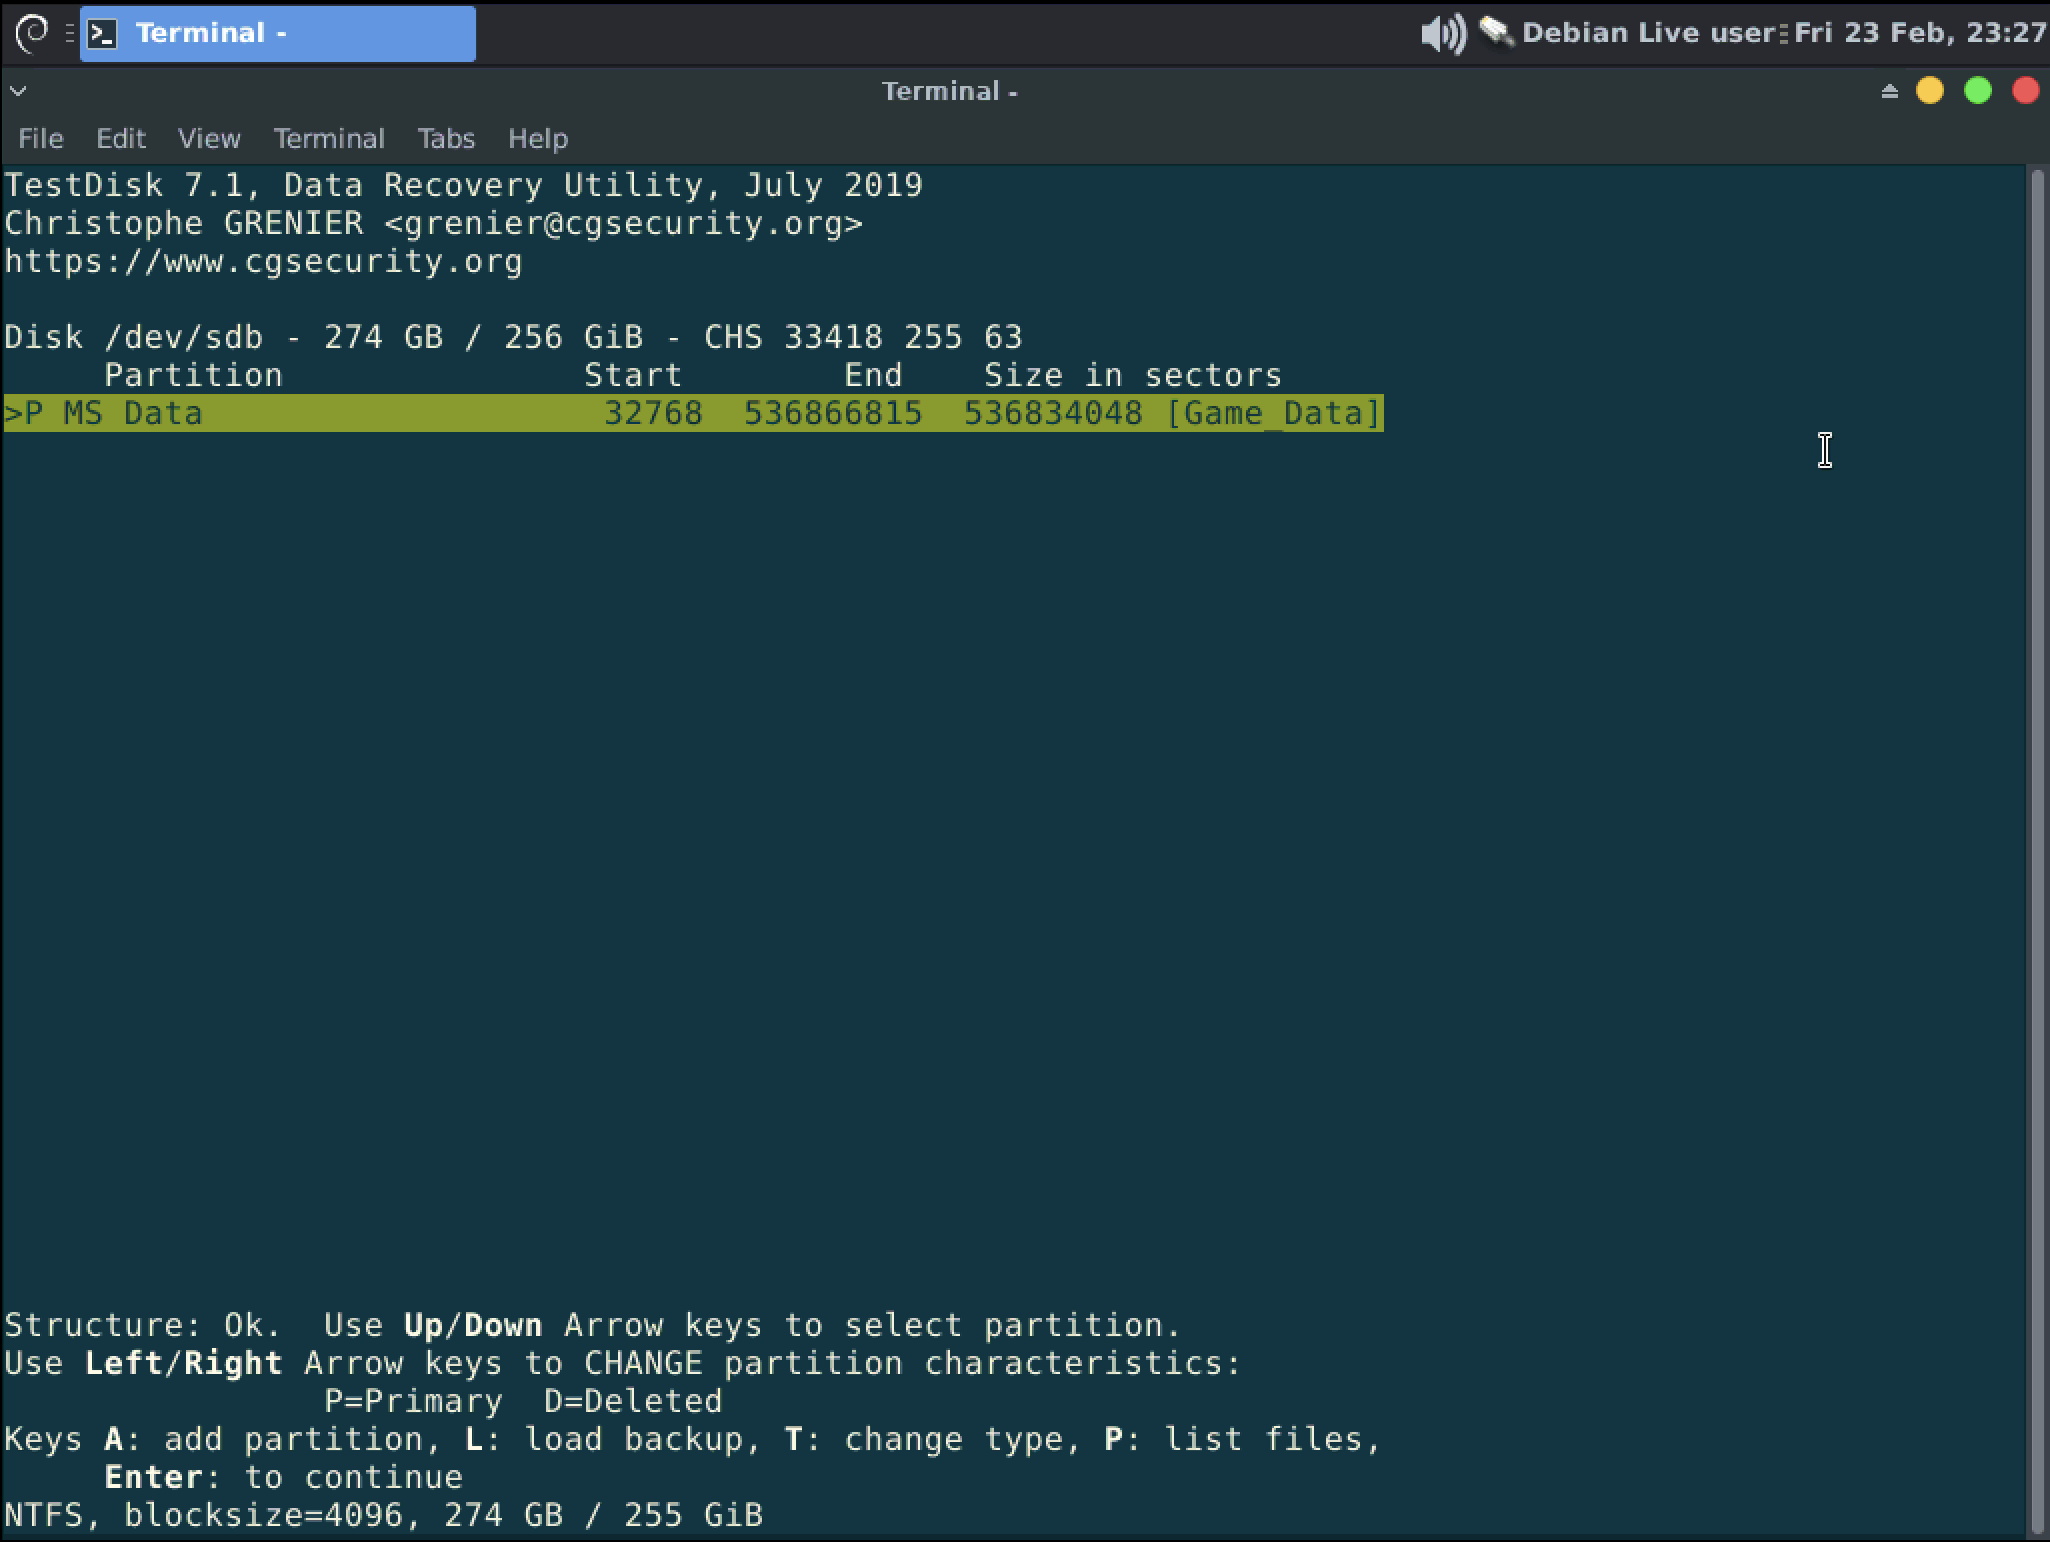 Terminal - Debian Live user Fri 23 Feb, 23:27
Terminal -
File Edit View Terminal Tabs Help
TestDisk 7.1, Data Recovery Utility, July 2019
Christophe GRENIER <grenier@cgsecurity.org>
https://www.cgsecurity.org
Disk /dev/sdb - 274 GB / 256 GiB - CHS 33418 255 63
     Partition               Start        End    Size in sectors
>P MS Data                    32768  536866815  536834048 [Game_Data]
Structure: Ok.  Use Up/Down Arrow keys to select partition.
Use Left/Right Arrow keys to CHANGE partition characteristics:
                P=Primary  D=Deleted
Keys A: add partition, L: load backup, T: change type, P: list files,
     Enter: to continue
NTFS, blocksize=4096, 274 GB / 255 GiB